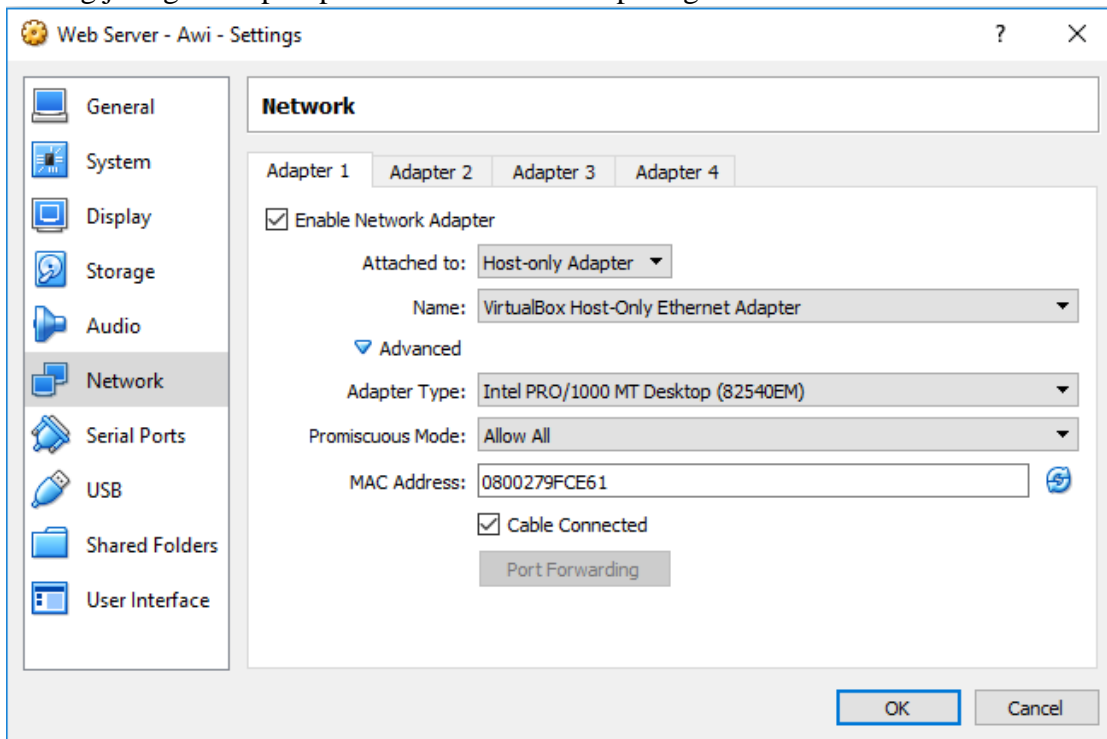 Web Server - Awi - Settings ? ×
General
System
Display
Storage
Audio
Network
Serial Ports
USB
Shared Folders
User Interface
Network
Adapter 1 Adapter 2 Adapter 3 Adapter 4
Enable Network Adapter
Attached to: Host-only Adapter
Name: VirtualBox Host-Only Ethernet Adapter
Advanced
Adapter Type: Intel PRO/1000 MT Desktop (82540EM)
Promiscuous Mode: Allow All
MAC Address: 0800279FCE61
Cable Connected
Port Forwarding
OK Cancel